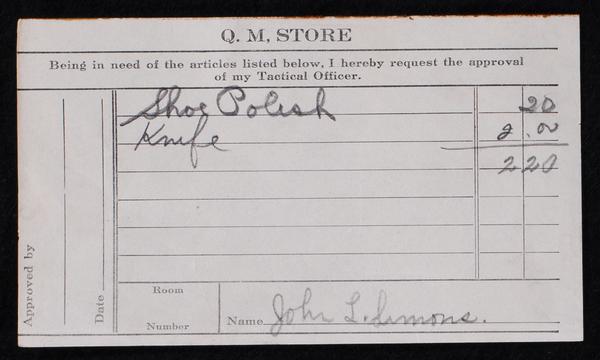 Q. M, STORE
Being in need of the articles listed below, I hereby request the approval
of my Tactical Officer.
Shoe Polish 20
Knife 2.00
2 20
Approved by
Date
Room
Number
Name John L. Simons.